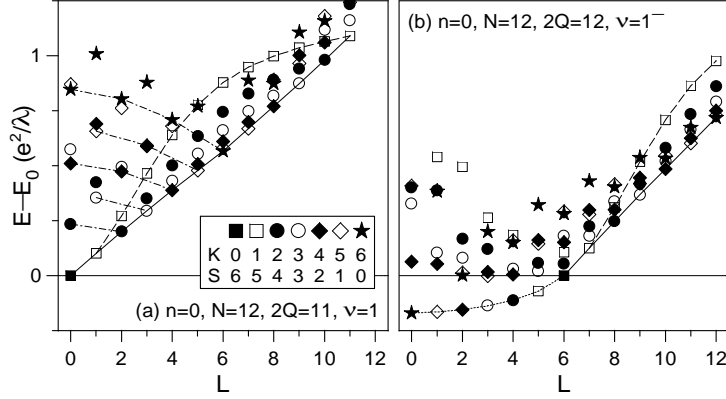 (b) n=0, N=12, 2Q=12, ν=1⁻
1
E−E₀ (e²/λ)
0
K 0 1 2 3 4 5 6
S 6 5 4 3 2 1 0
(a) n=0, N=12, 2Q=11, ν=1
0 2 4 6 8 10 12
0 2 4 6 8 10 12
L
L